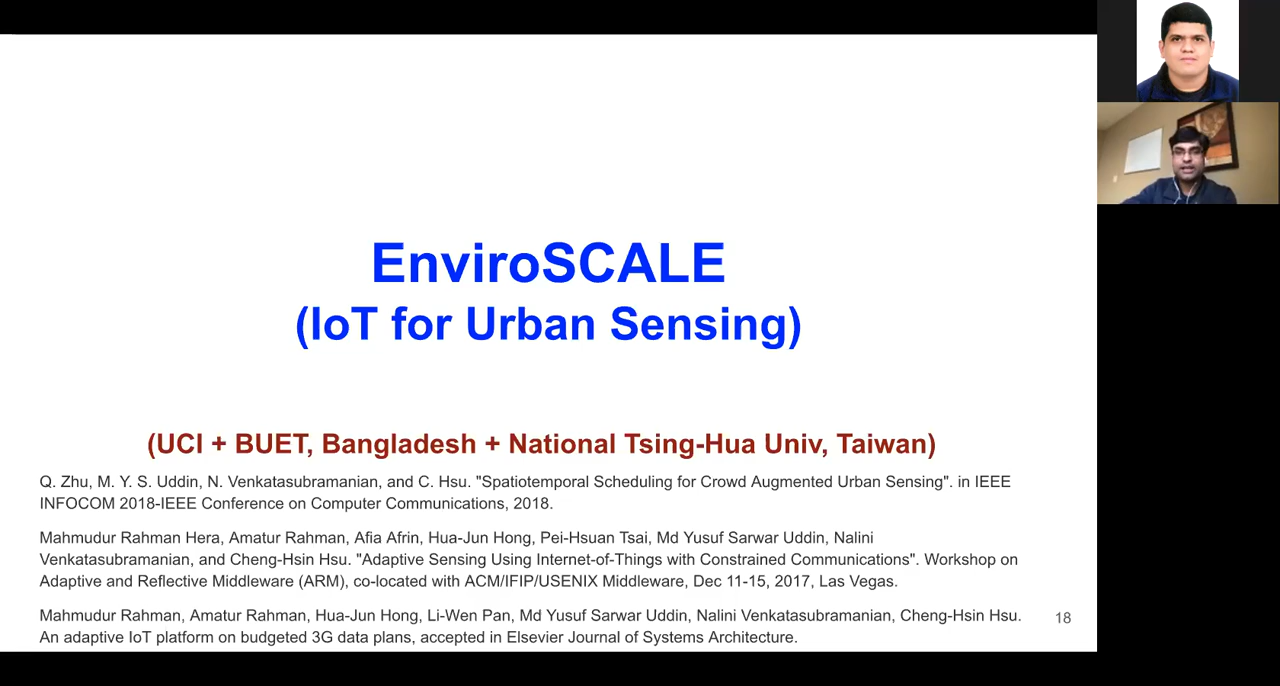 EnviroSCALE
(IoT for Urban Sensing)
(UCI + BUET, Bangladesh + National Tsing-Hua Univ, Taiwan)
Q. Zhu, M. Y. S. Uddin, N. Venkatasubramanian, and C. Hsu. "Spatiotemporal Scheduling for Crowd Augmented Urban Sensing". in IEEE
INFOCOM 2018-IEEE Conference on Computer Communications, 2018.
Mahmudur Rahman Hera, Amatur Rahman, Afia Afrin, Hua-Jun Hong, Pei-Hsuan Tsai, Md Yusuf Sarwar Uddin, Nalini
Venkatasubramanian, and Cheng-Hsin Hsu. "Adaptive Sensing Using Internet-of-Things with Constrained Communications". Workshop on
Adaptive and Reflective Middleware (ARM), co-located with ACM/IFIP/USENIX Middleware, Dec 11-15, 2017, Las Vegas.
Mahmudur Rahman, Amatur Rahman, Hua-Jun Hong, Li-Wen Pan, Md Yusuf Sarwar Uddin, Nalini Venkatasubramanian, Cheng-Hsin Hsu.
An adaptive IoT platform on budgeted 3G data plans, accepted in Elsevier Journal of Systems Architecture.
18